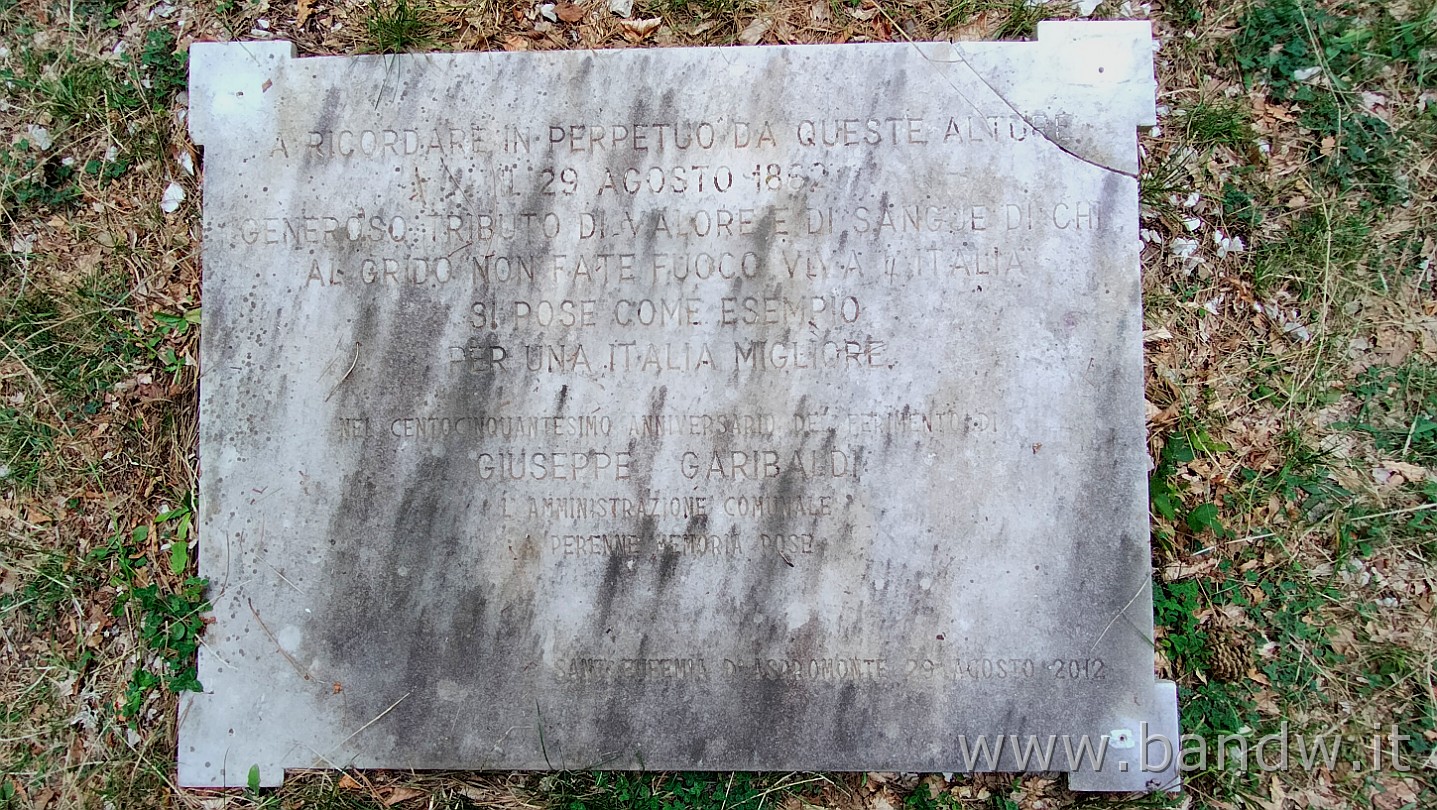 A RICORDARE IN PERPETUO DA QUESTE ALTURE
IL 29 AGOSTO 1862
GENEROSO TRIBUTO DI VALORE E DI SANGUE DI CHI
AL GRIDO NON FATE FUOCO VIVA L'ITALIA
SI POSE COME ESEMPIO
PER UNA ITALIA MIGLIORE
NEL CENTOCINQUANTESIMO ANNIVERSARIO DEL FERIMENTO DI
GIUSEPPE GARIBALDI
L'AMMINISTRAZIONE COMUNALE
A PERENNE MEMORIA POSE
SANT'EUFEMIA D'ASPROMONTE 29 AGOSTO 2012
www.bandw.it